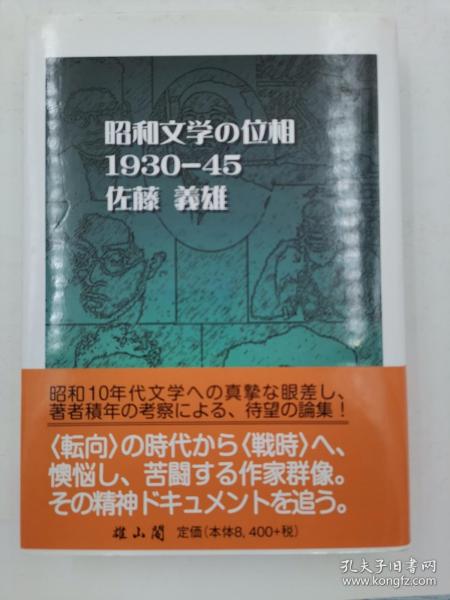 昭和文学の位相
1930-45
佐藤 義雄
昭和10年代文学への真摯な眼差し、
著者積年の考察による、待望の論集！
〈転向〉の時代から〈戦時〉へ、
懊悩し、苦闘する作家群像。
その精神ドキュメントを追う。
雄山閣 定価(本体8,400+税)
孔夫子旧书网
www.kongfz.com